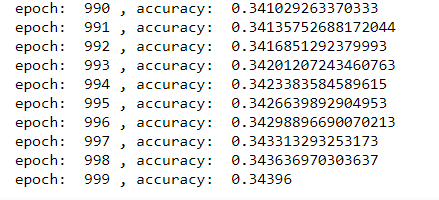 epoch:  990 , accuracy:  0.341029263370333
epoch:  991 , accuracy:  0.34135752688172044
epoch:  992 , accuracy:  0.3416851292379993
epoch:  993 , accuracy:  0.34201207243460763
epoch:  994 , accuracy:  0.3423383584589615
epoch:  995 , accuracy:  0.3426639892904953
epoch:  996 , accuracy:  0.34298896690070213
epoch:  997 , accuracy:  0.343313293253173
epoch:  998 , accuracy:  0.343636970303637
epoch:  999 , accuracy:  0.34396